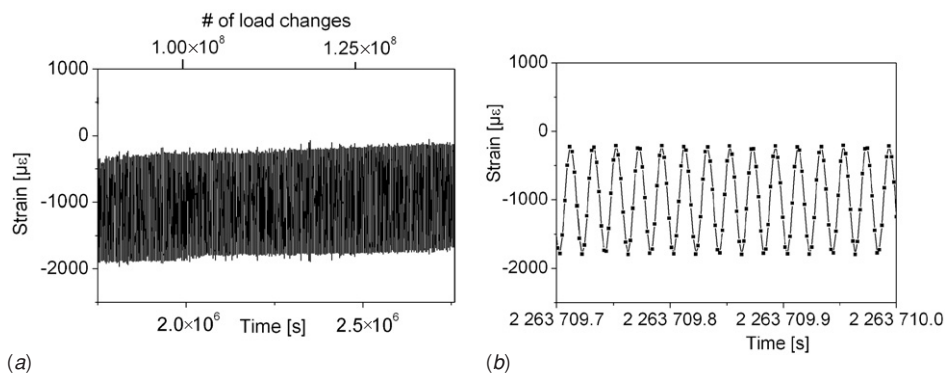 # of load changes
1.00×10⁸ 1.25×10⁸
1000
0
-1000
-2000
Strain [µε]
2.0×10⁶ Time [s] 2.5×10⁶
(a)
1000
0
-1000
-2000
Strain [µε]
2 263 709.7 2 263 709.8 2 263 709.9 2 263 710.0
Time [s]
(b)